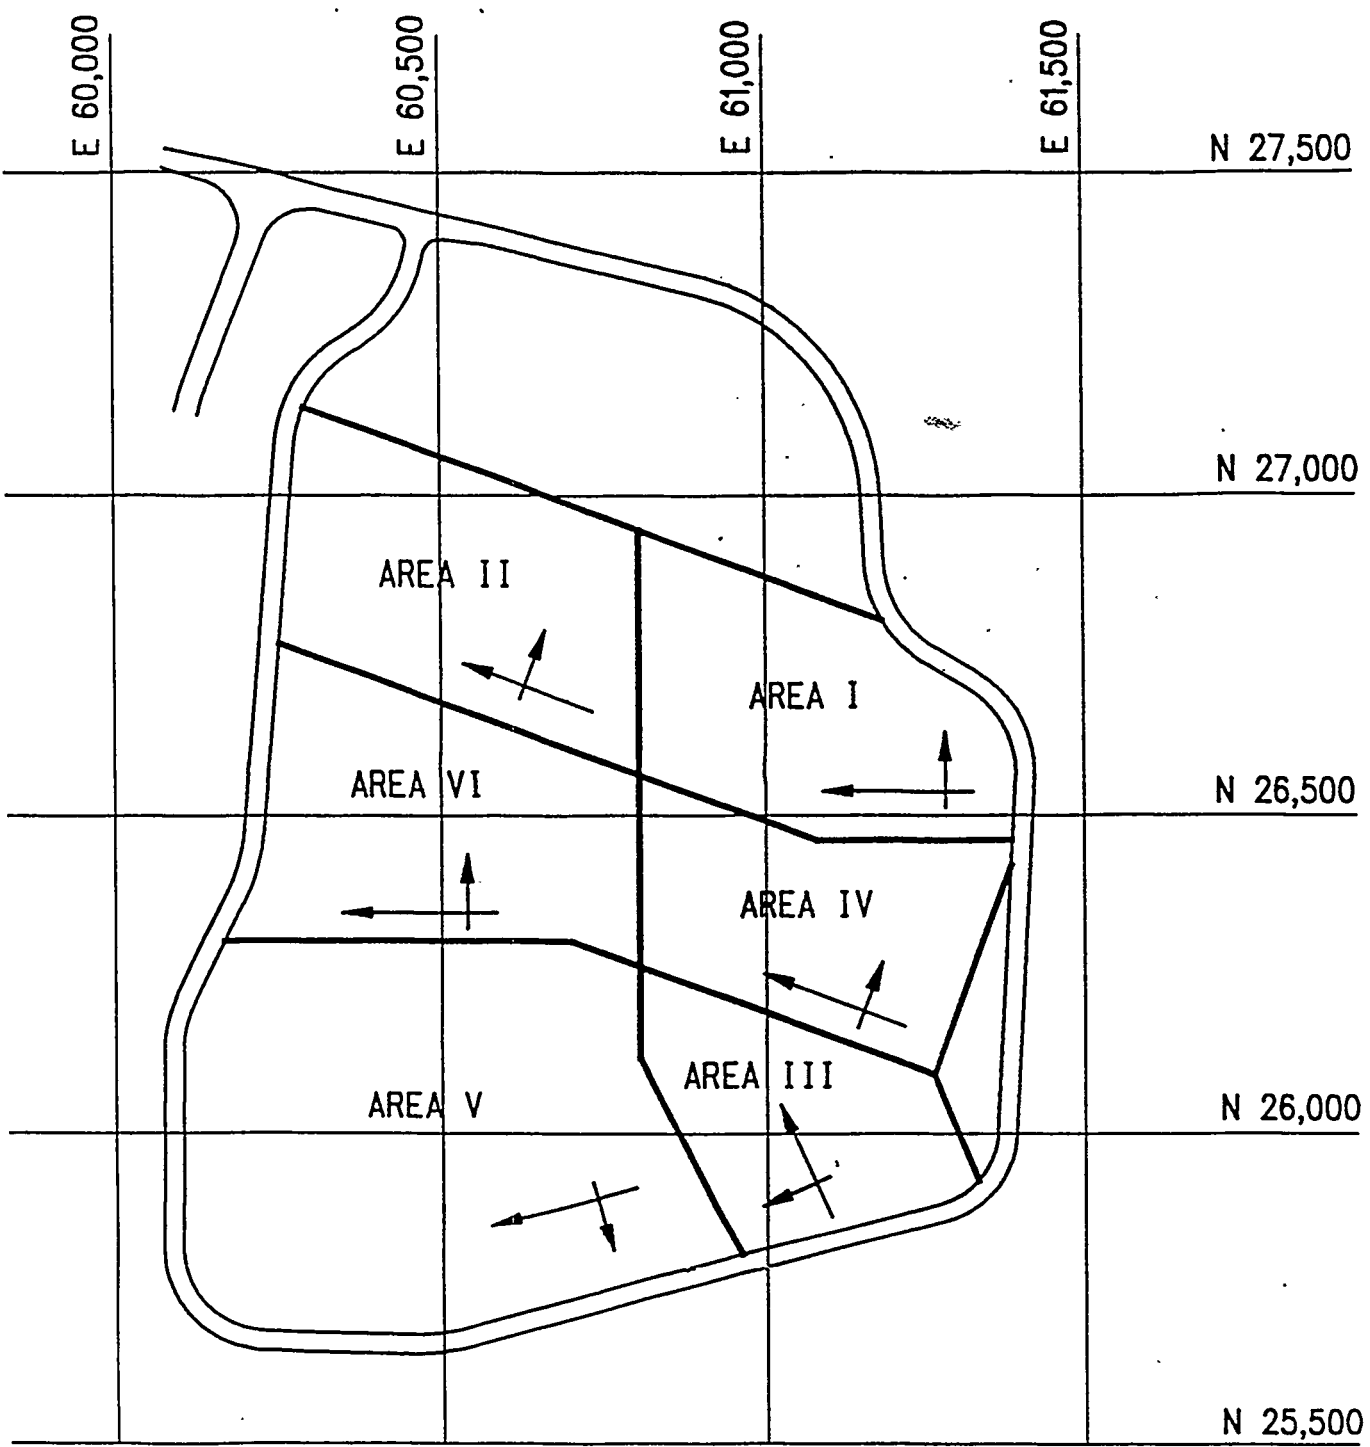 E 60,000
E 60,500
E 61,000
E 61,500
N 27,500
N 27,000
AREA II
AREA I
AREA VI
N 26,500
AREA IV
AREA III
AREA V
N 26,000
N 25,500